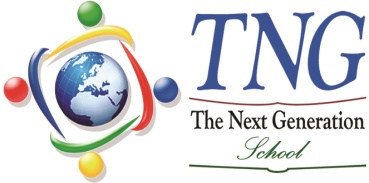 TNG
The Next Generation
School